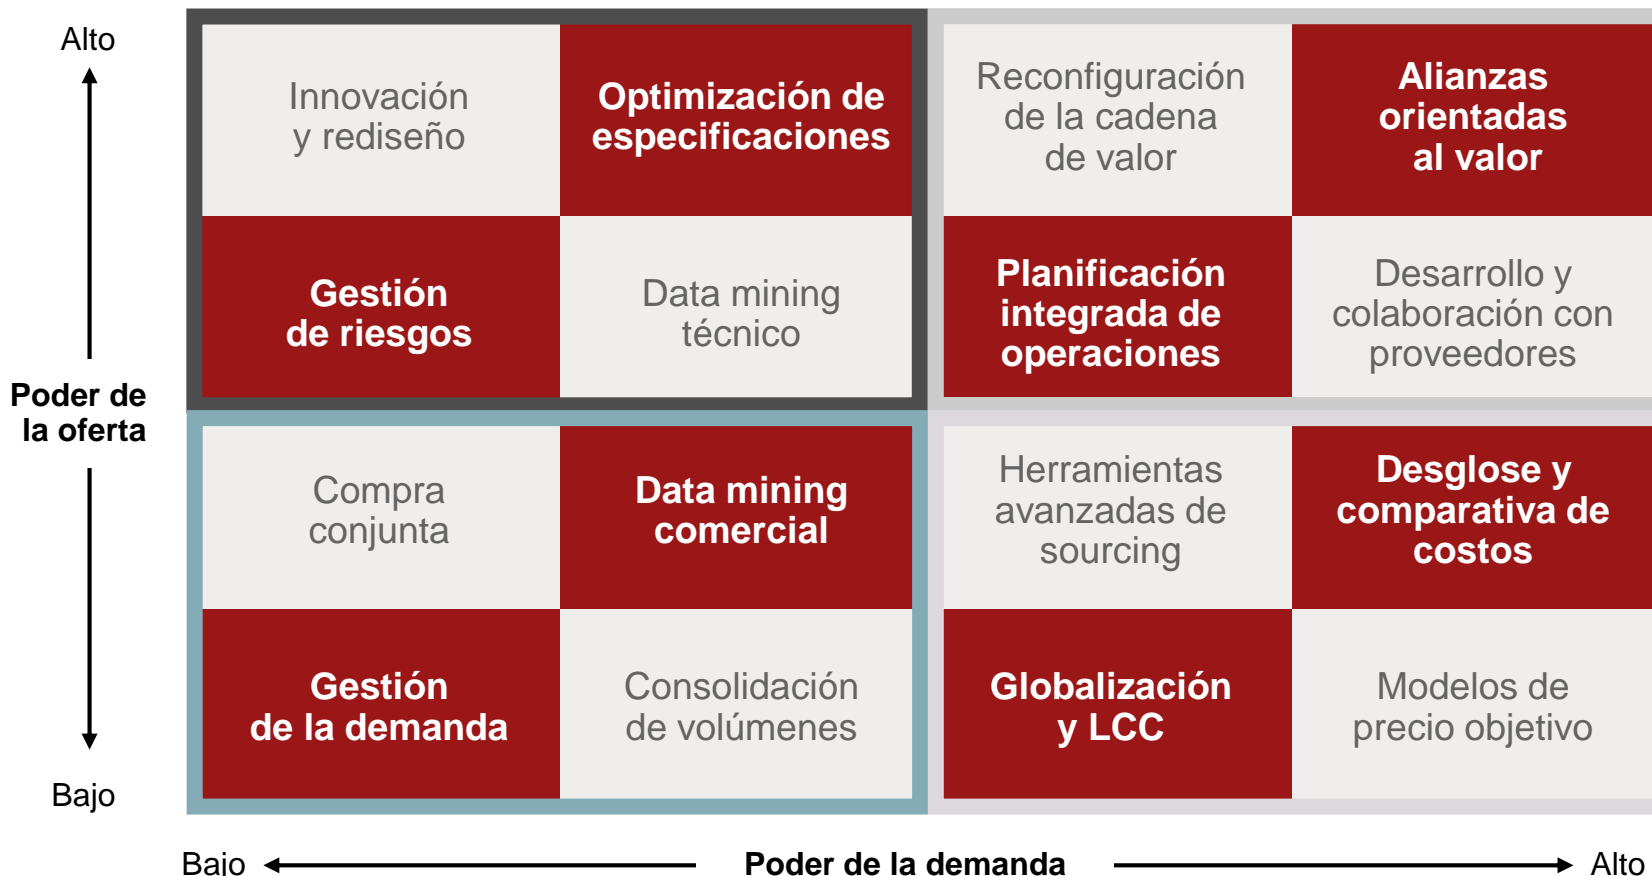 Alto
Innovación
y rediseño
Optimización de
especificaciones
Reconfiguración
de la cadena
de valor
Alianzas
orientadas
al valor
Gestión
de riesgos
Data mining
técnico
Planificación
integrada de
operaciones
Desarrollo y
colaboración con
proveedores
Poder de
la oferta
Compra
conjunta
Data mining
comercial
Herramientas
avanzadas de
sourcing
Desglose y
comparativa de
costos
Gestión
de la demanda
Consolidación
de volúmenes
Globalización
y LCC
Modelos de
precio objetivo
Bajo
Bajo
Poder de la demanda
Alto